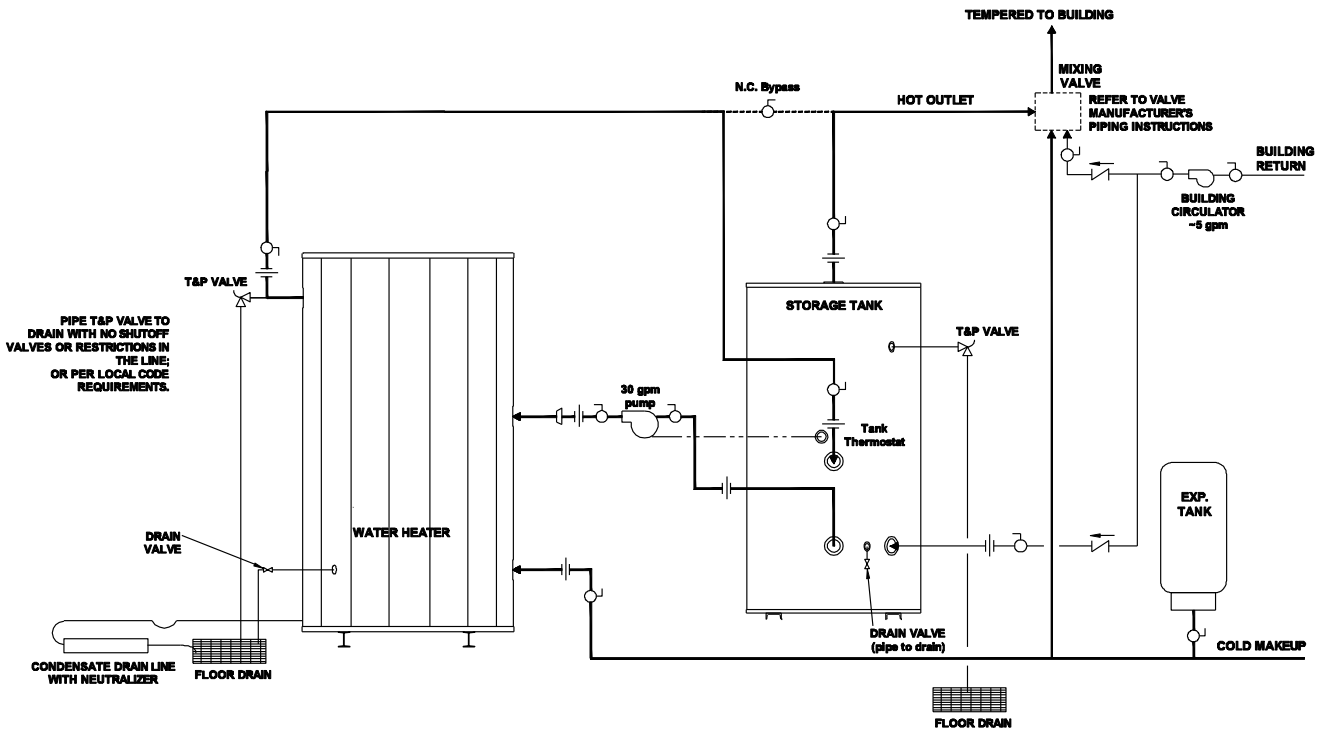 TEMPERED TO BUILDING
MIXING
VALVE
N.C. Bypass
HOT OUTLET
REFER TO VALVE
MANUFACTURER'S
PIPING INSTRUCTIONS
BUILDING
RETURN
BUILDING
CIRCULATOR
~5 gpm
T&P VALVE
PIPE T&P VALVE TO
DRAIN WITH NO SHUTOFF
VALVES OR RESTRICTIONS IN
THE LINE;
OR PER LOCAL CODE
REQUIREMENTS.
STORAGE TANK
T&P VALVE
30 gpm
pump
Tank
Thermostat
EXP.
TANK
WATER HEATER
DRAIN
VALVE
DRAIN VALVE
(pipe to drain)
COLD MAKEUP
CONDENSATE DRAIN LINE
WITH NEUTRALIZER
FLOOR DRAIN
FLOOR DRAIN